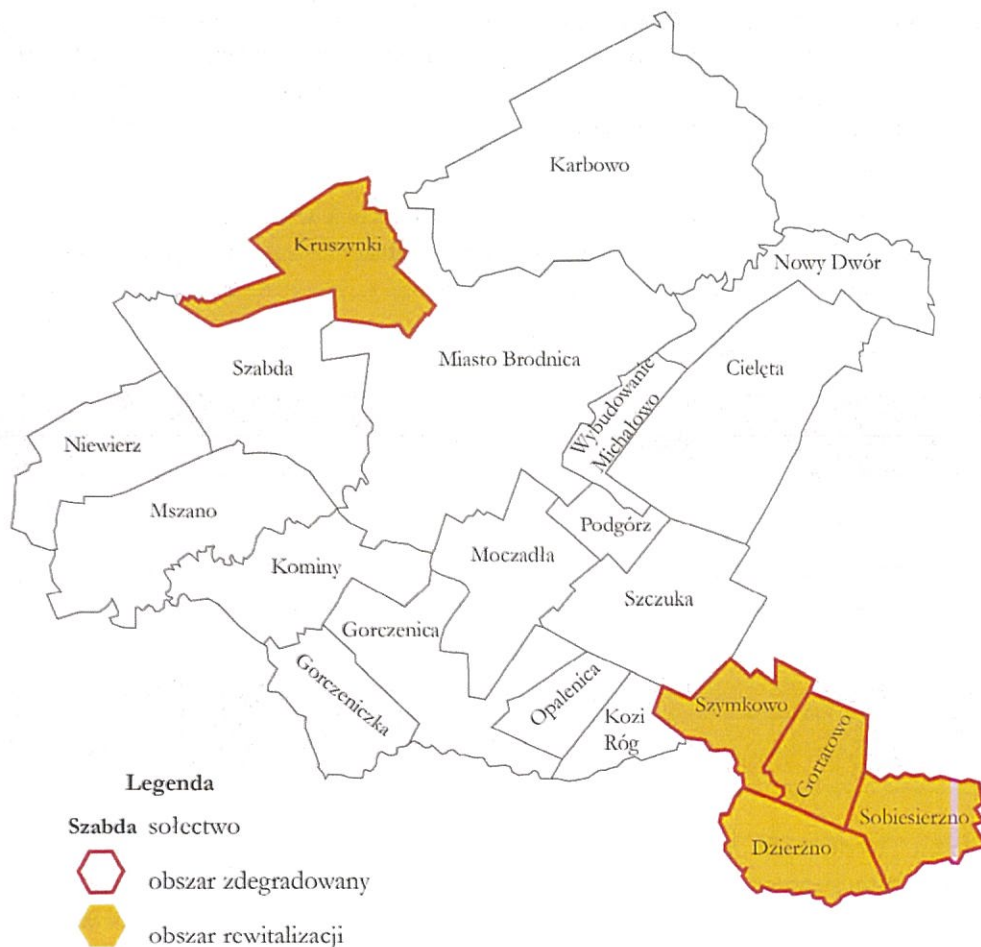 Karbowo
Kruszynki
Nowy Dwór
Miasto Brodnica
Szabda
Cielęta
Wybudowanie
Michałowo
Niewierz
Mszano
Podgórz
Moczadła
Kominy
Szczuka
Gorczenica
Gorczeniczka
Opalenica
Kozi
Róg
Szymkowo
Gortatowo
Sobiesierzno
Dzierżno
Legenda
Szabda sołectwo
obszar zdegradowany
obszar rewitalizacji